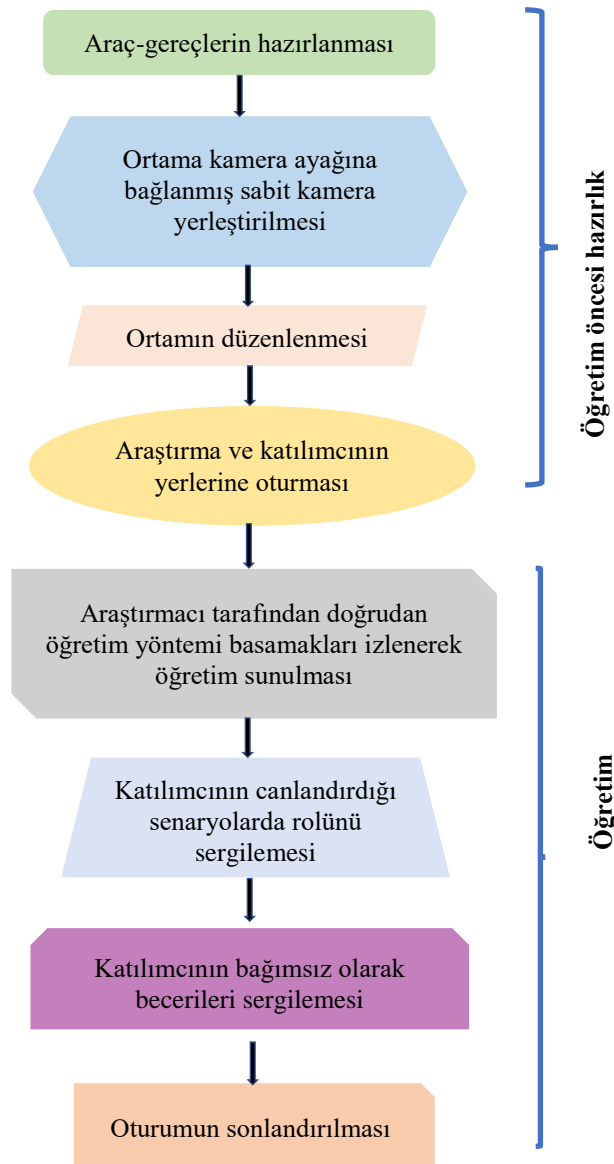 Araç-gereçlerin hazırlanması
Ortama kamera ayağına
bağlanmış sabit kamera
yerleştirilmesi
Ortamın düzenlenmesi
Araştırma ve katılımcının
yerlerine oturması
Öğretim öncesi hazırlık
Araştırmacı tarafından doğrudan
öğretim yöntemi basamakları izlenerek
öğretim sunulması
Katılımcının canlandırdığı
senaryolarda rolünü
sergilemesi
Katılımcının bağımsız olarak
becerileri sergilemesi
Oturumun sonlandırılması
Öğretim